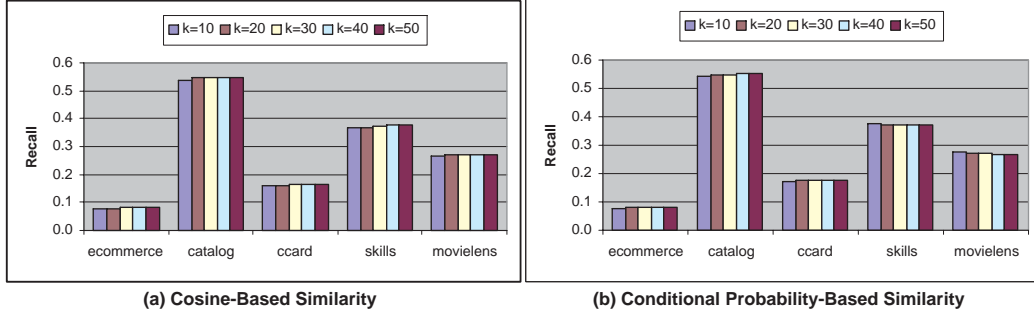 k=10 k=20 k=30 k=40 k=50
0.6
0.5
0.4
0.3
0.2
0.1
0.0
Recall
ecommerce catalog ccard skills movielens
(a) Cosine-Based Similarity
k=10 k=20 k=30 k=40 k=50
0.6
0.5
0.4
0.3
0.2
0.1
0.0
Recall
ecommerce catalog ccard skills movielens
(b) Conditional Probability-Based Similarity